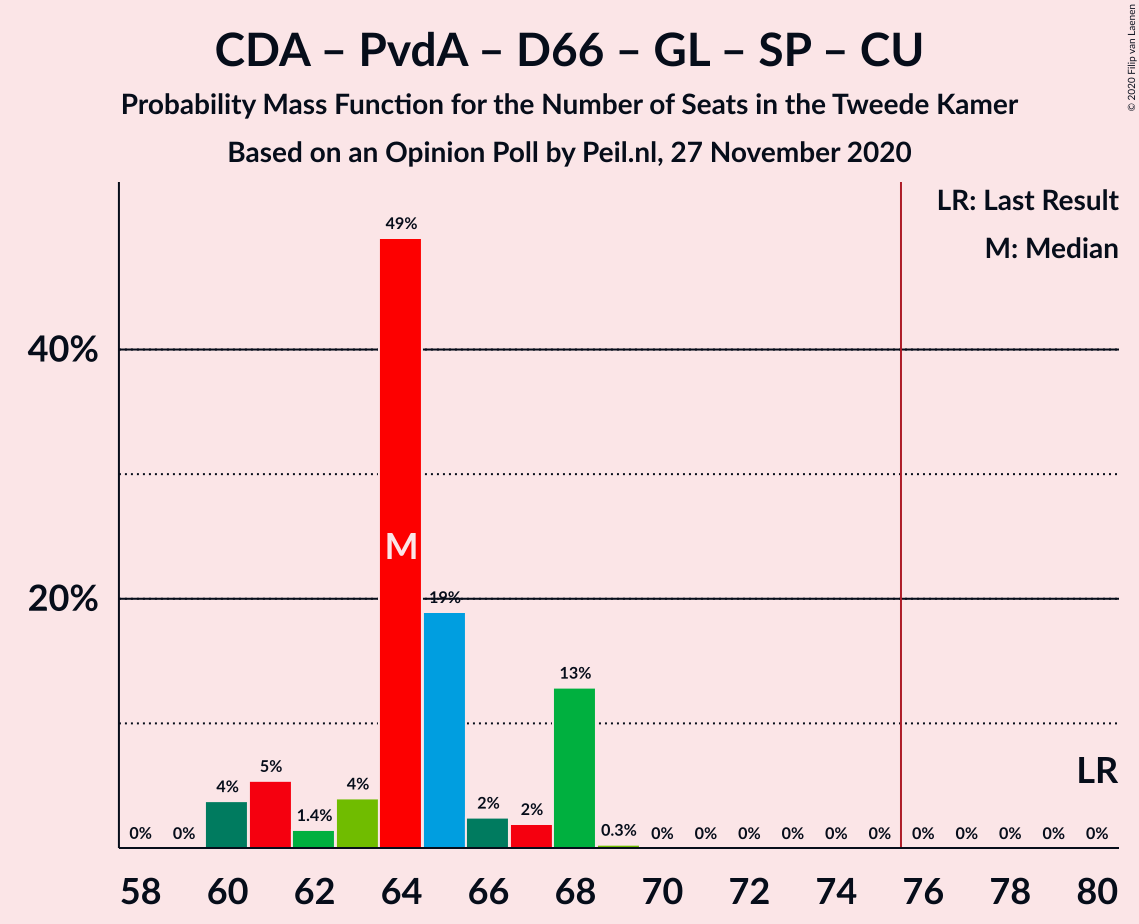 CDA – PvdA – D66 – GL – SP – CU
Probability Mass Function for the Number of Seats in the Tweede Kamer
Based on an Opinion Poll by Peil.nl, 27 November 2020
© 2020 Filip van Laenen
LR: Last Result
M: Median
40%
20%
0% 0% 4% 5% 1.4% 4% 49% 19% 2% 2% 13% 0.3% 0% 0% 0% 0% 0% 0% 0% 0% 0% 0% 0%
M
LR
58 60 62 64 66 68 70 72 74 76 78 80